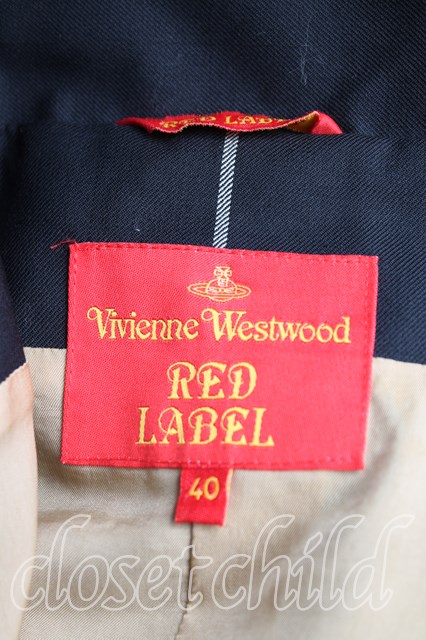 RED LABEL
Vivienne Westwood
RED
LABEL
40
closet child